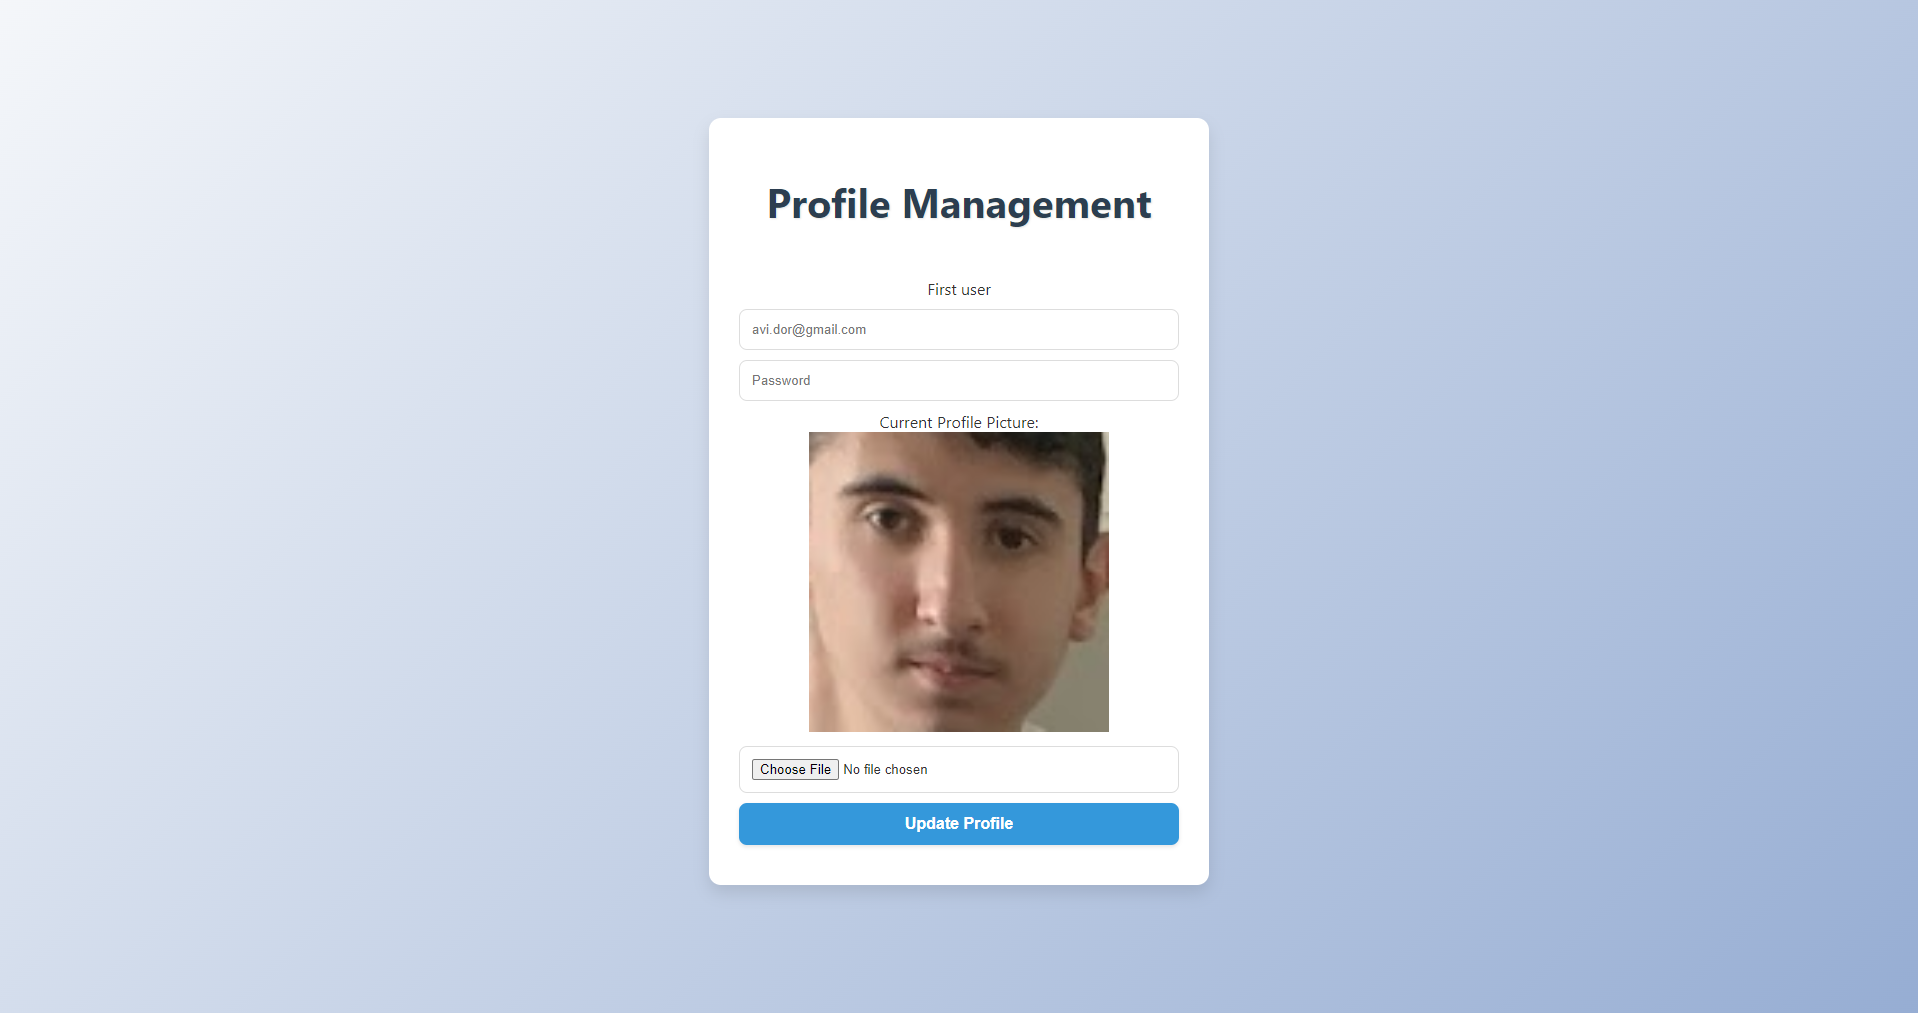 Profile Management
First user
avi.dor@gmail.com
Password
Current Profile Picture:
Choose File No file chosen
Update Profile